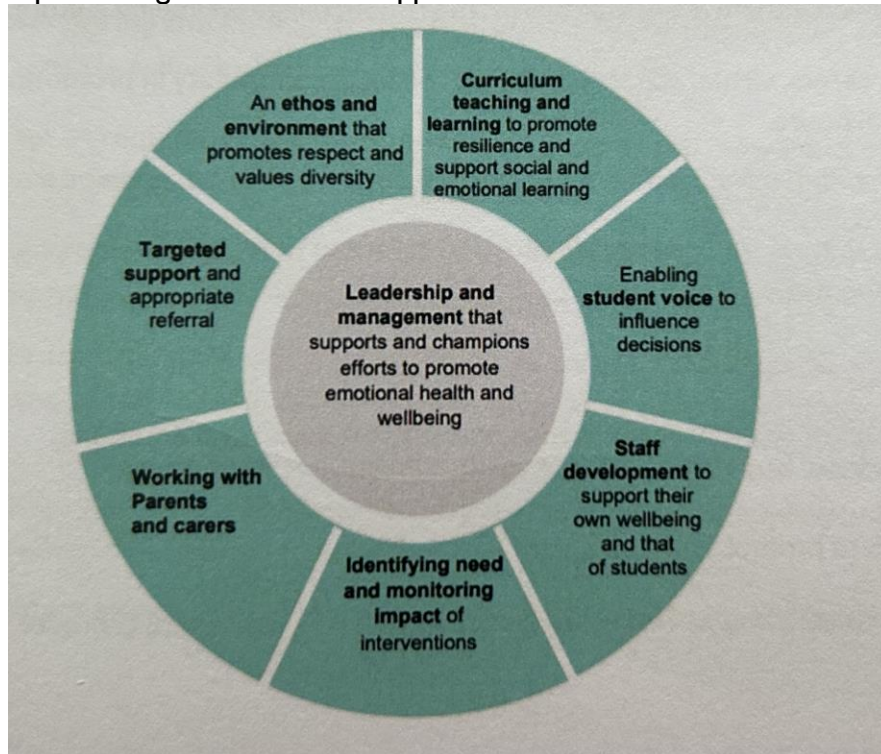 An ethos and
environment that
promotes respect and
values diversity
Curriculum
teaching and
learning to promote
resilience and
support social and
emotional learning
Targeted
support and
appropriate
referral
Leadership and
management that
supports and champions
efforts to promote
emotional health and
wellbeing
Enabling
student voice to
influence
decisions
Working with
Parents
and carers
Identifying need
and monitoring
impact of
interventions
Staff
development to
support their
own wellbeing
and that
of students